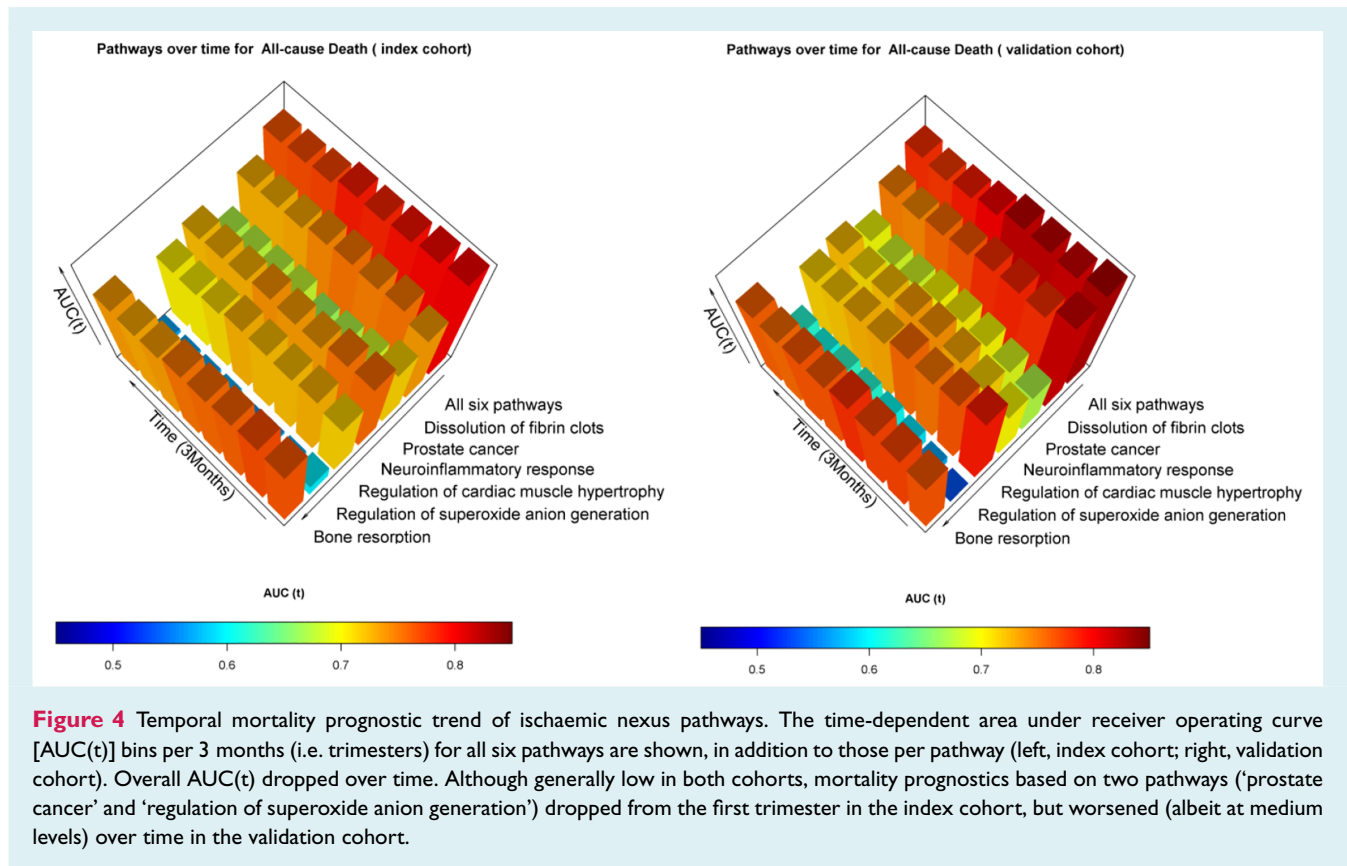 Pathways over time for All-cause Death ( index cohort)
Pathways over time for All-cause Death ( validation cohort)
AUC(t)
Time (3Months)
All six pathways
Dissolution of fibrin clots
Prostate cancer
Neuroinflammatory response
Regulation of cardiac muscle hypertrophy
Regulation of superoxide anion generation
Bone resorption
AUC (t)
0.5 0.6 0.7 0.8
AUC(t)
Time (3Months)
All six pathways
Dissolution of fibrin clots
Prostate cancer
Neuroinflammatory response
Regulation of cardiac muscle hypertrophy
Regulation of superoxide anion generation
Bone resorption
AUC (t)
0.5 0.6 0.7 0.8
Figure 4 Temporal mortality prognostic trend of ischaemic nexus pathways. The time-dependent area under receiver operating curve
[AUC(t)] bins per 3 months (i.e. trimesters) for all six pathways are shown, in addition to those per pathway (left, index cohort; right, validation
cohort). Overall AUC(t) dropped over time. Although generally low in both cohorts, mortality prognostics based on two pathways (‘prostate
cancer’ and ‘regulation of superoxide anion generation’) dropped from the first trimester in the index cohort, but worsened (albeit at medium
levels) over time in the validation cohort.